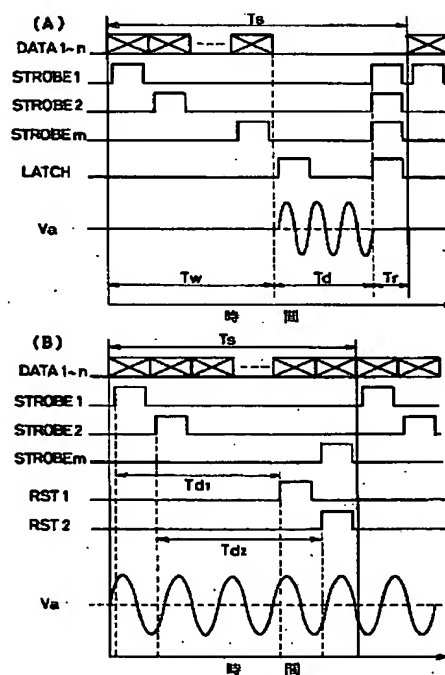 (A)
Ts
DATA 1~n
STROBE 1
STROBE 2
STROBE m
LATCH
Va
Tw
Td
Tr
時 間
(B)
Ts
DATA 1~n
STROBE 1
STROBE 2
STROBE m
Td1
RST 1
RST 2
Td2
Va
時 間